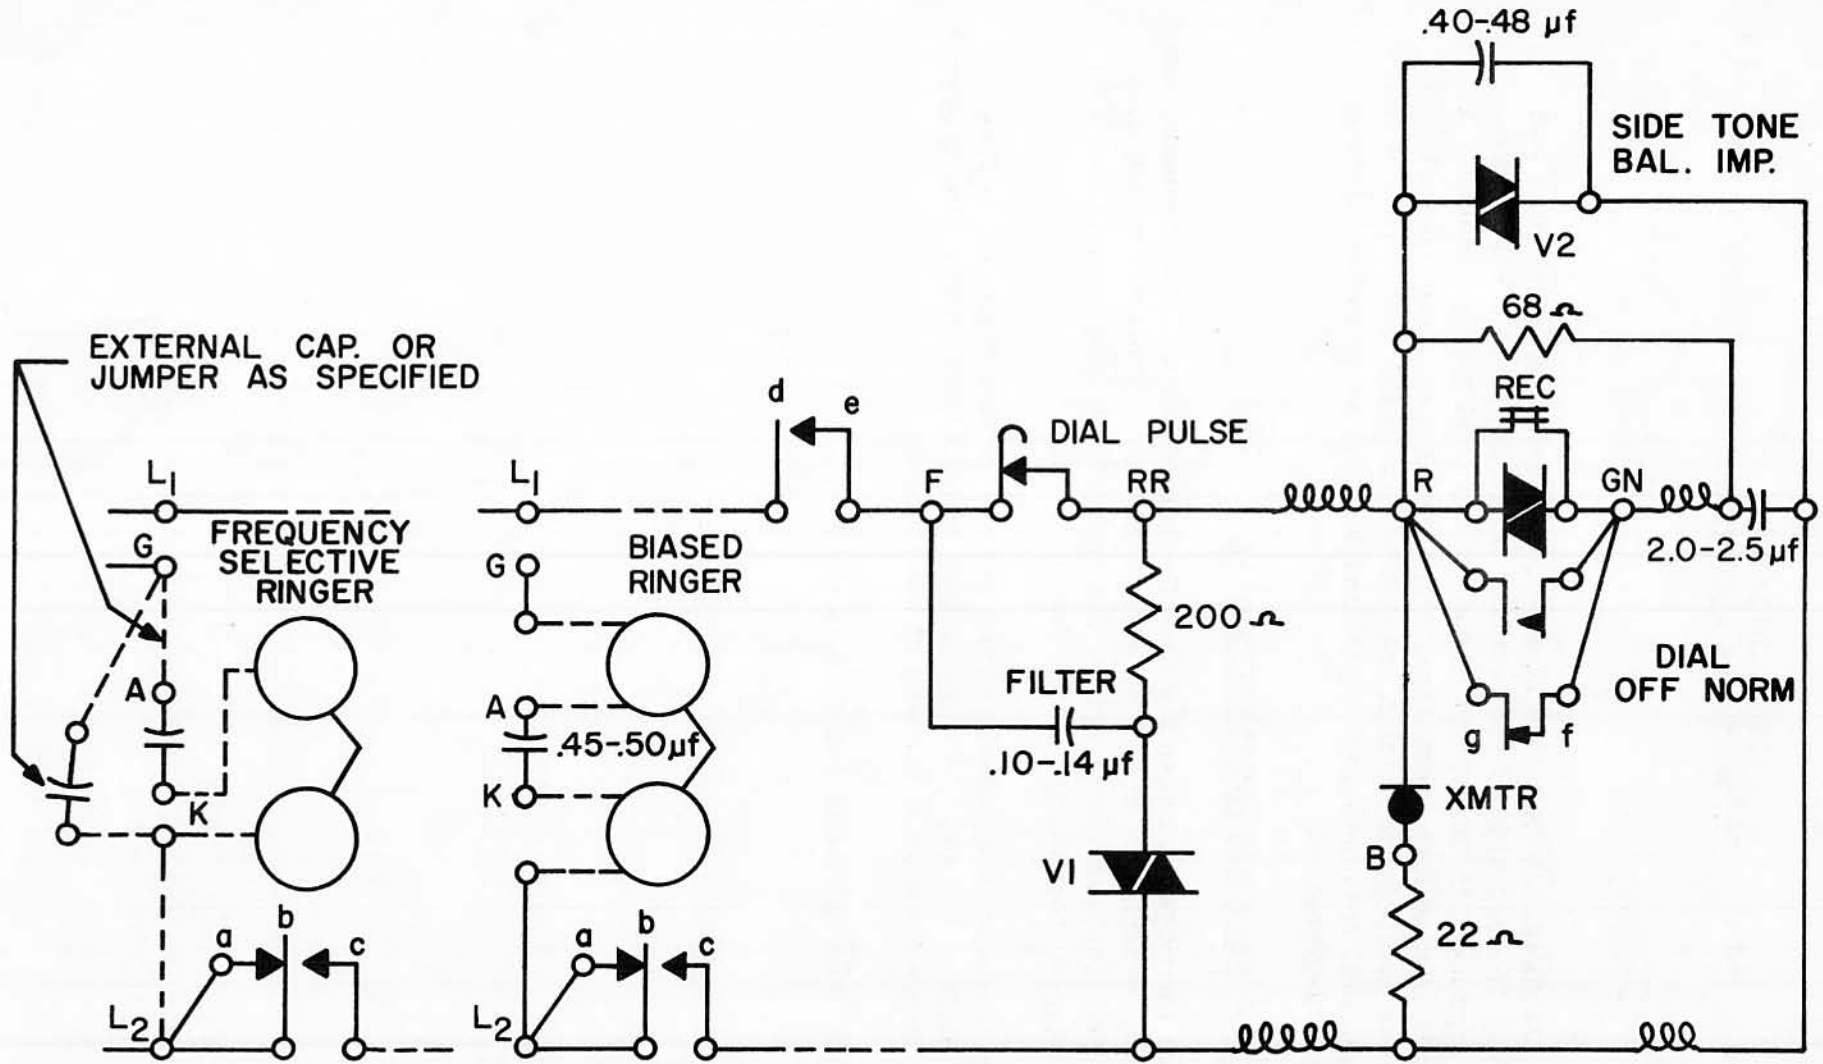 .40-.48 µf
SIDE TONE
BAL. IMP.
V2
68 Ω
EXTERNAL CAP. OR
JUMPER AS SPECIFIED
REC
d
e
DIAL PULSE
L1
L1
F
RR
R
GN
G
FREQUENCY
SELECTIVE
RINGER
G
BIASED
RINGER
2.0-2.5 µf
200 Ω
DIAL
OFF NORM
A
A
FILTER
.45-.50 µf
g
f
.10-.14 µf
K
K
XMTR
V1
B
a
b
c
a
b
c
22 Ω
L2
L2